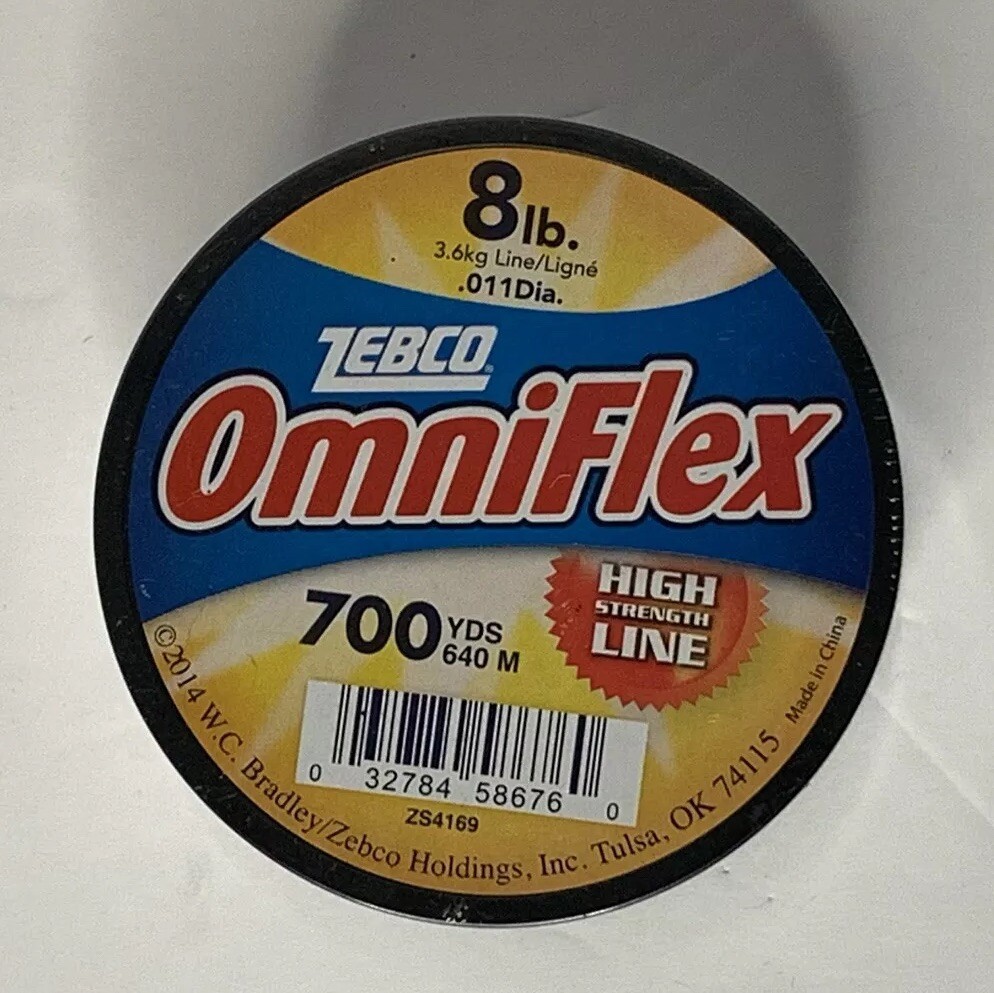 8lb.
3.6kg Line/Ligné
.011Dia.
ZEBCO®
OmniFlex
700 YDS
640 M
HIGH
STRENGTH
LINE
0 32784 58676 0
ZS4169
©2014 W.C. Bradley/Zebco Holdings, Inc. Tulsa, OK 74115
Made in China